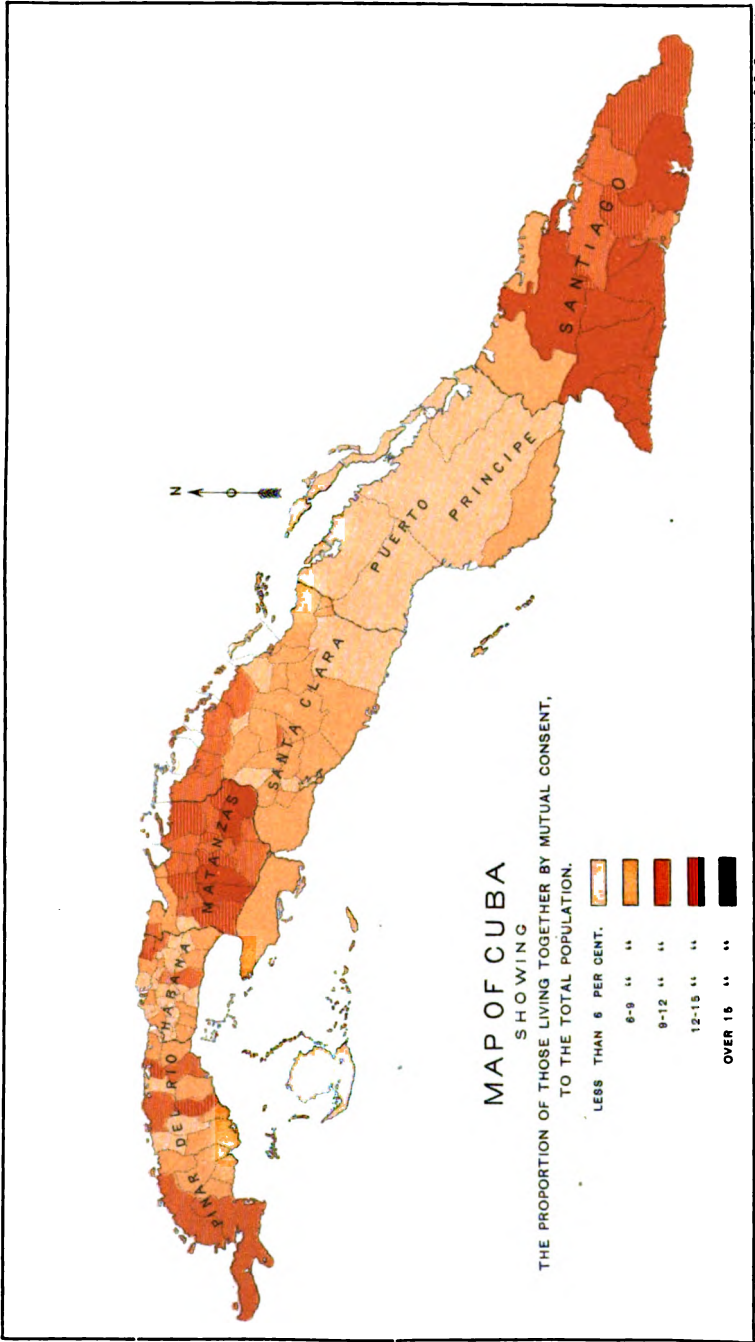 MAP OF CUBA
SHOWING
THE PROPORTION OF THOSE LIVING TOGETHER BY MUTUAL CONSENT,
TO THE TOTAL POPULATION.
LESS THAN 6 PER CENT.
6-9 " "
9-12 " "
12-15 " "
OVER 15 " "
N
PINAR DEL RIO
HABANA
MATANZAS
SANTA CLARA
PUERTO
PRINCIPE
SANTIAGO